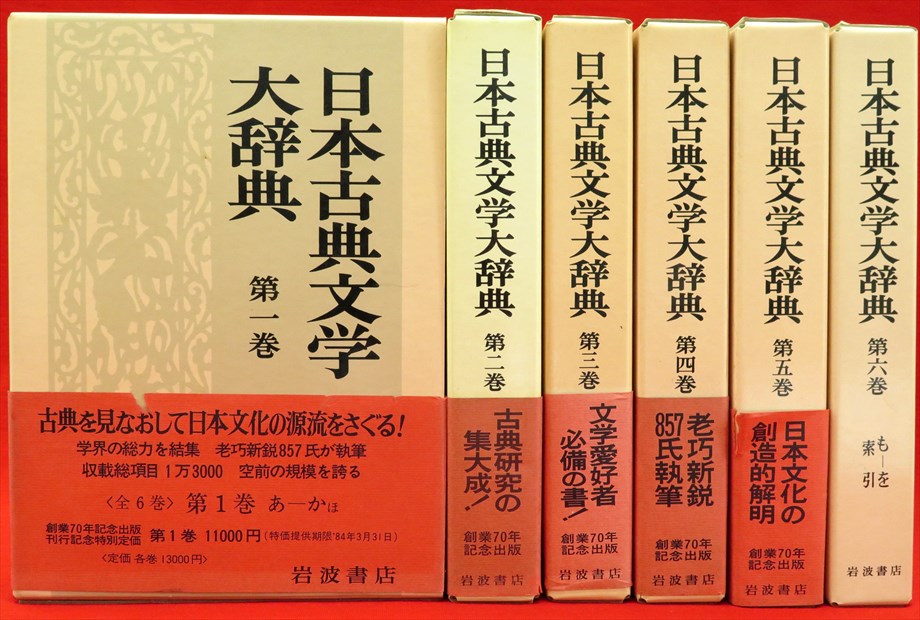 日本古典文学
大辞典
第一巻
古典を見なおして日本文化の源流をさぐる!
学界の総力を結集 老巧新鋭857氏が執筆
収載総項目 1万3000 空前の規模を誇る
〈全6巻〉 第1巻 あ―かほ
創業70年記念出版
刊行記念特別定価 第1巻 11000円(特価提供期限'84年3月31日)
〈定価 各巻 13000円〉
岩波書店
日本古典文学大辞典 第二巻
古典研究の
集大成!
創業70年
記念出版
岩波書店
日本古典文学大辞典 第三巻
文学愛好者
必備の書!
創業70年
記念出版
岩波書店
日本古典文学大辞典 第四巻
老巧新鋭
857氏執筆
創業70年
記念出版
岩波書店
日本古典文学大辞典 第五巻
日本文化の
創造的解明
創業70年
記念出版
岩波書店
日本古典文学大辞典 第六巻
も―を
索引
岩波書店